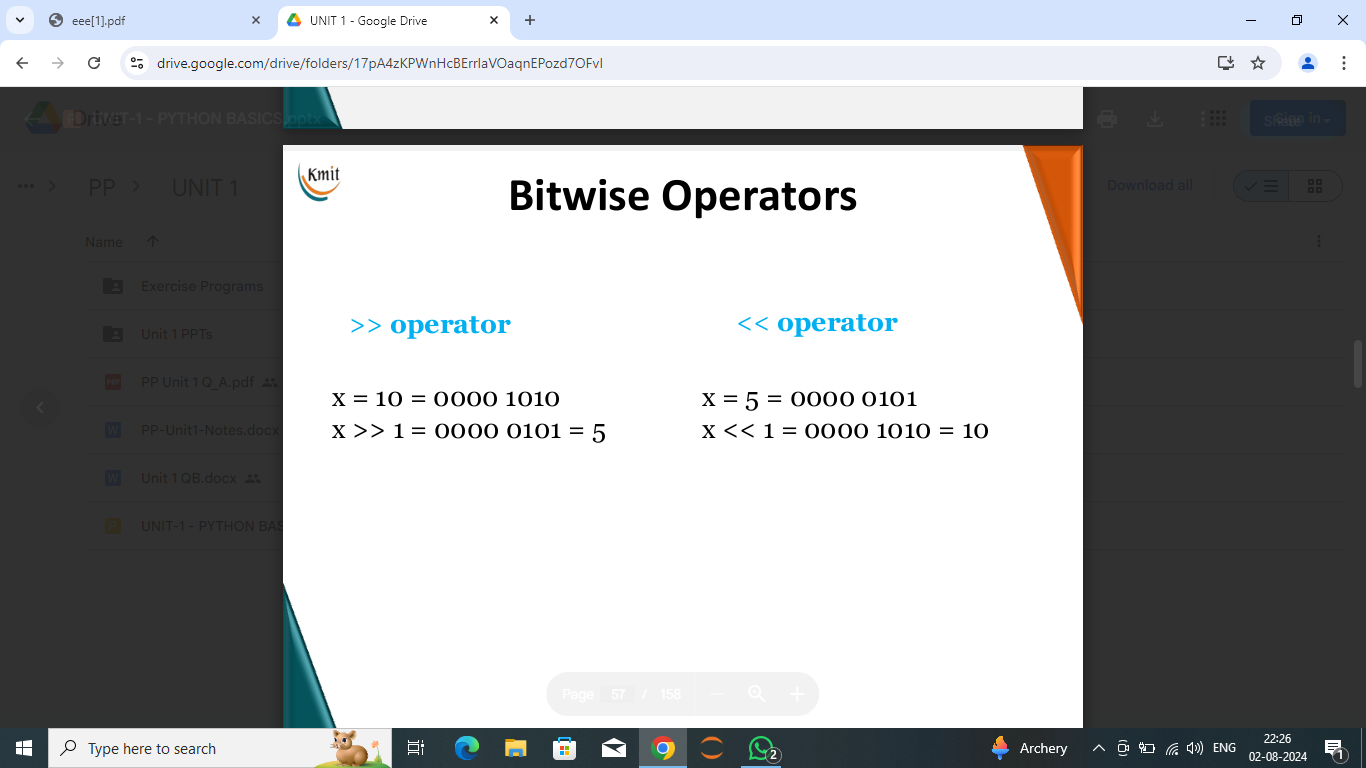 eee[1].pdf
UNIT 1 - Google Drive
drive.google.com/drive/folders/17pA4zKPWnHcBErrlaVOaqnEPozd7OFvI
Drive
UNIT-1 - PYTHON BASICS.pptx
Share
Sign in
PP
UNIT 1
Download all
Name
Exercise Programs
Unit 1 PPTs
PP Unit 1 Q_A.pdf
PP-Unit1-Notes.docx
Unit 1 QB.docx
UNIT-1 - PYTHON BAS
Kmit
Bitwise Operators
>> operator
x = 10 = 0000 1010
x >> 1 = 0000 0101 = 5
<< operator
x = 5 = 0000 0101
x << 1 = 0000 1010 = 10
Page 57 / 158
Type here to search
2
Archery
ENG
22:26
02-08-2024
1